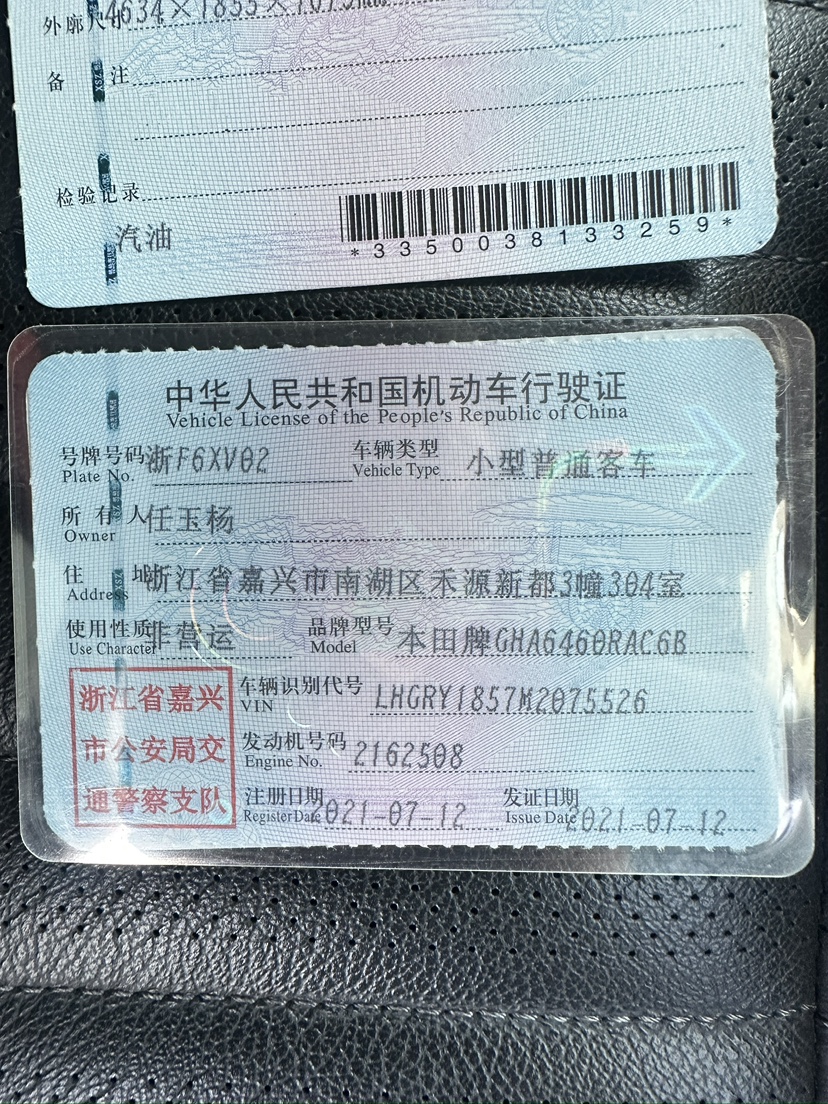 外廓尺寸 4634×1855×1679mm
备 注
检验记录
汽油
*3350038133259*
中华人民共和国机动车行驶证
Vehicle License of the People's Republic of China
号牌号码 浙F6XV02 车辆类型 小型普通客车
Plate No. Vehicle Type
所有人 任玉杨
Owner
住 址 浙江省嘉兴市南湖区禾源新都3幢304室
Address
使用性质 非营运 品牌型号 本田牌GHA6460RAC6B
Use Character Model
浙江省嘉兴
市公安局交
通警察支队
车辆识别代号 LHGRY1857M2075526
VIN
发动机号码 2162508
Engine No.
注册日期 2021-07-12 发证日期 2021-07-12
Register Date Issue Date